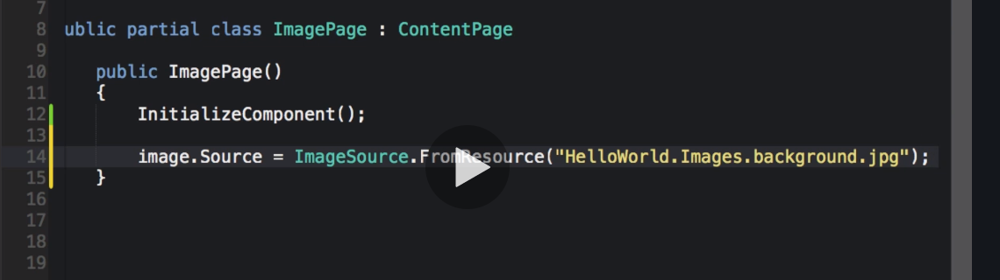 7
8 ublic partial class ImagePage : ContentPage
9
10 public ImagePage()
11 {
12 InitializeComponent();
13
14 image.Source = ImageSource.FromResource("HelloWorld.Images.background.jpg");
15 }
16
17
18
19